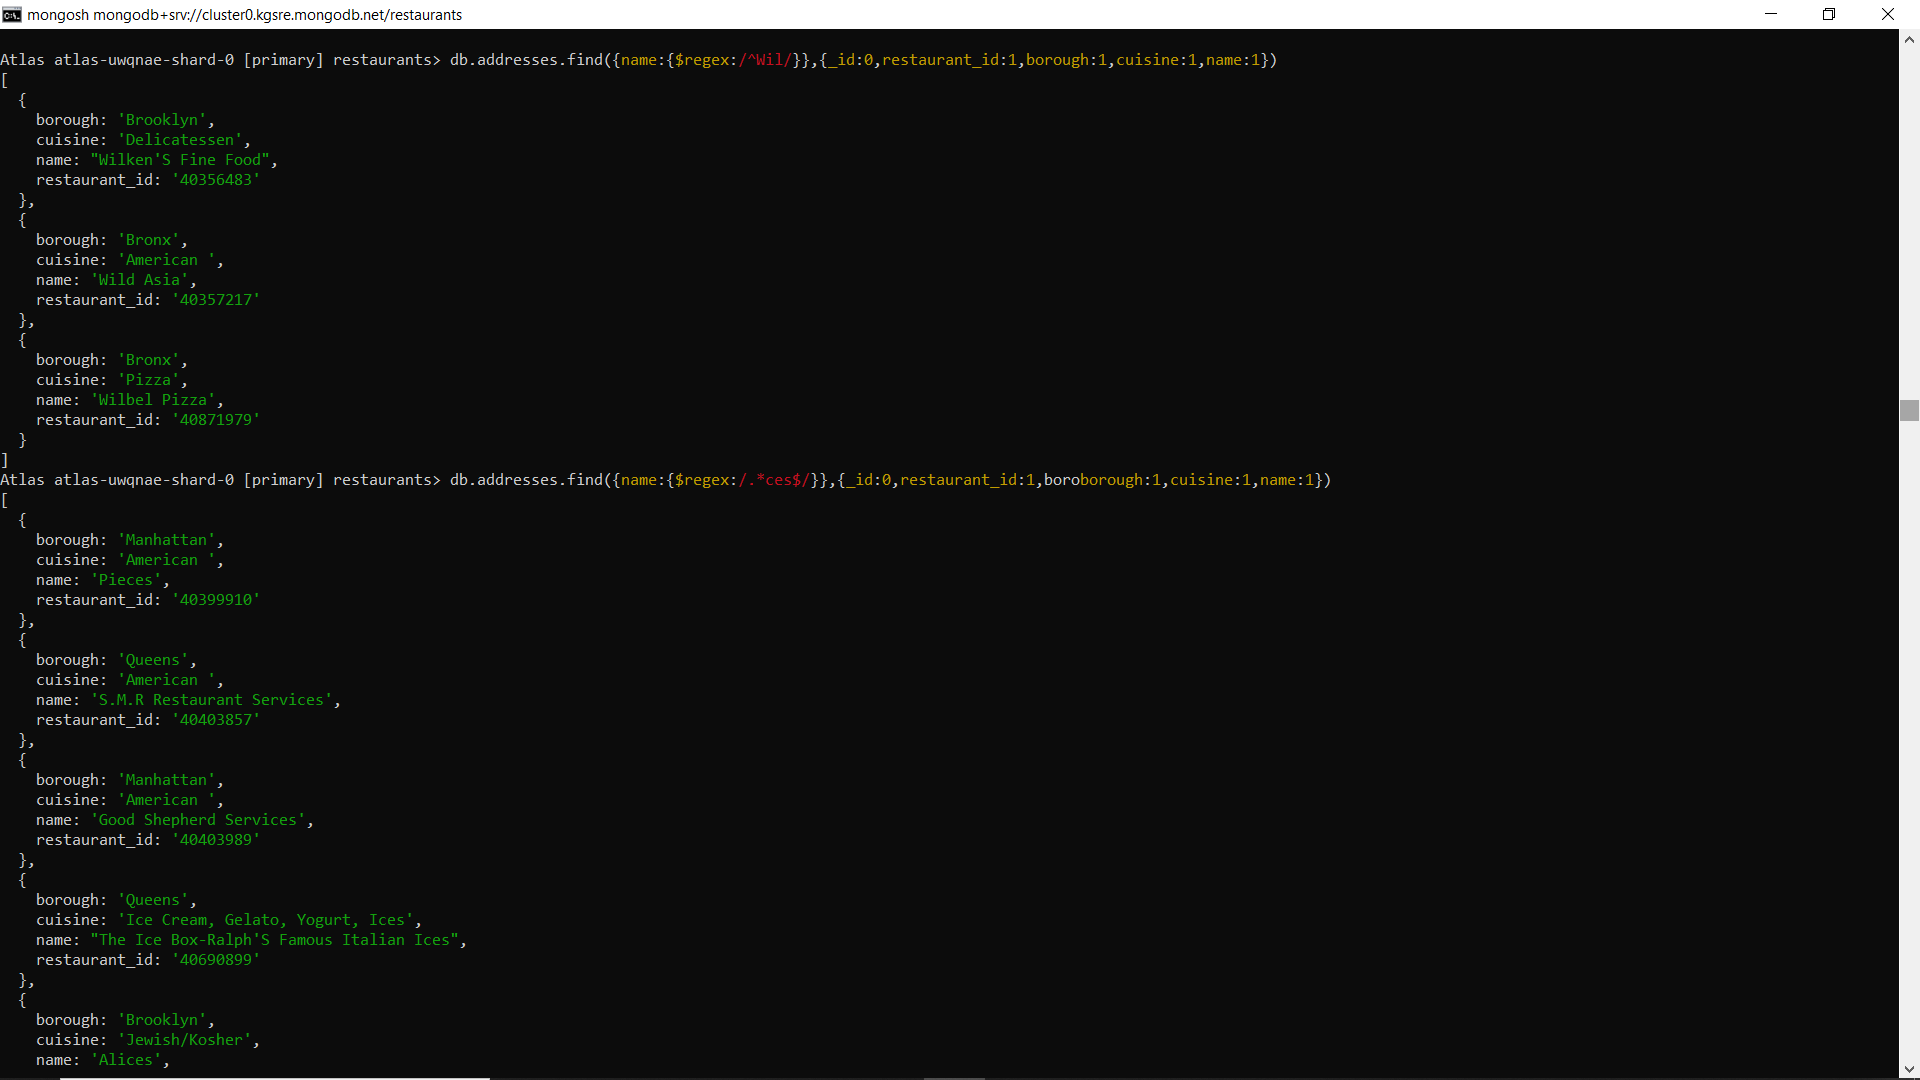 mongosh mongodb+srv://cluster0.kgsre.mongodb.net/restaurants
Atlas atlas-uwqnae-shard-0 [primary] restaurants> db.addresses.find({name:{$regex:/^Wil/}},{_id:0,restaurant_id:1,borough:1,cuisine:1,name:1})
[
  {
    borough: 'Brooklyn',
    cuisine: 'Delicatessen',
    name: "Wilken'S Fine Food",
    restaurant_id: '40356483'
  },
  {
    borough: 'Bronx',
    cuisine: 'American ',
    name: 'Wild Asia',
    restaurant_id: '40357217'
  },
  {
    borough: 'Bronx',
    cuisine: 'Pizza',
    name: 'Wilbel Pizza',
    restaurant_id: '40871979'
  }
]
Atlas atlas-uwqnae-shard-0 [primary] restaurants> db.addresses.find({name:{$regex:/.*ces$/}},{_id:0,restaurant_id:1,boroborough:1,cuisine:1,name:1})
[
  {
    borough: 'Manhattan',
    cuisine: 'American ',
    name: 'Pieces',
    restaurant_id: '40399910'
  },
  {
    borough: 'Queens',
    cuisine: 'American ',
    name: 'S.M.R Restaurant Services',
    restaurant_id: '40403857'
  },
  {
    borough: 'Manhattan',
    cuisine: 'American ',
    name: 'Good Shepherd Services',
    restaurant_id: '40403989'
  },
  {
    borough: 'Queens',
    cuisine: 'Ice Cream, Gelato, Yogurt, Ices',
    name: "The Ice Box-Ralph'S Famous Italian Ices",
    restaurant_id: '40690899'
  },
  {
    borough: 'Brooklyn',
    cuisine: 'Jewish/Kosher',
    name: 'Alices',